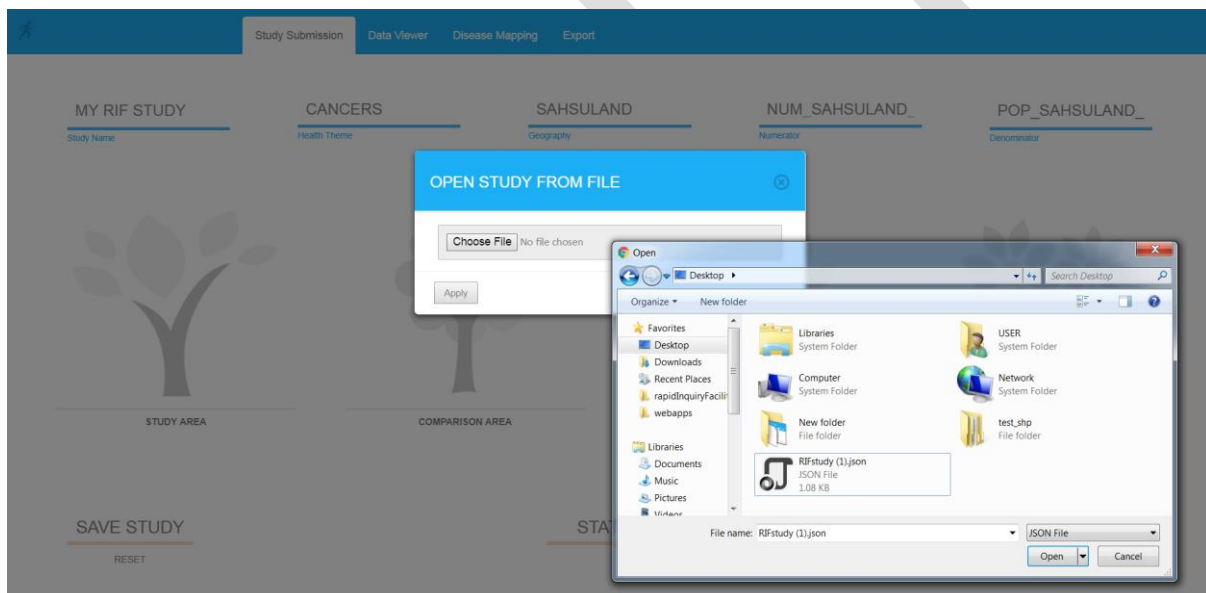 Study Submission Data Viewer Disease Mapping Export
MY RIF STUDY CANCERS SAHSULAND NUM_SAHSULAND_ POP_SAHSULAND_
Study Name Health Theme Geography Numerator Denominator
OPEN STUDY FROM FILE
Choose File No file chosen
Apply
Open
Desktop
Search Desktop
Organize New folder
Favorites
Desktop
Downloads
Recent Places
rapidInquiryFacili
webapps
Libraries
Documents
Music
Pictures
Videos
Libraries
System Folder
USER
System Folder
Computer
System Folder
Network
System Folder
New folder
File folder
test_shp
File folder
RIFstudy (1).json
JSON File
1.08 KB
File name: RIFstudy (1).json JSON File
Open Cancel
STUDY AREA COMPARISON AREA
SAVE STUDY STAT
RESET